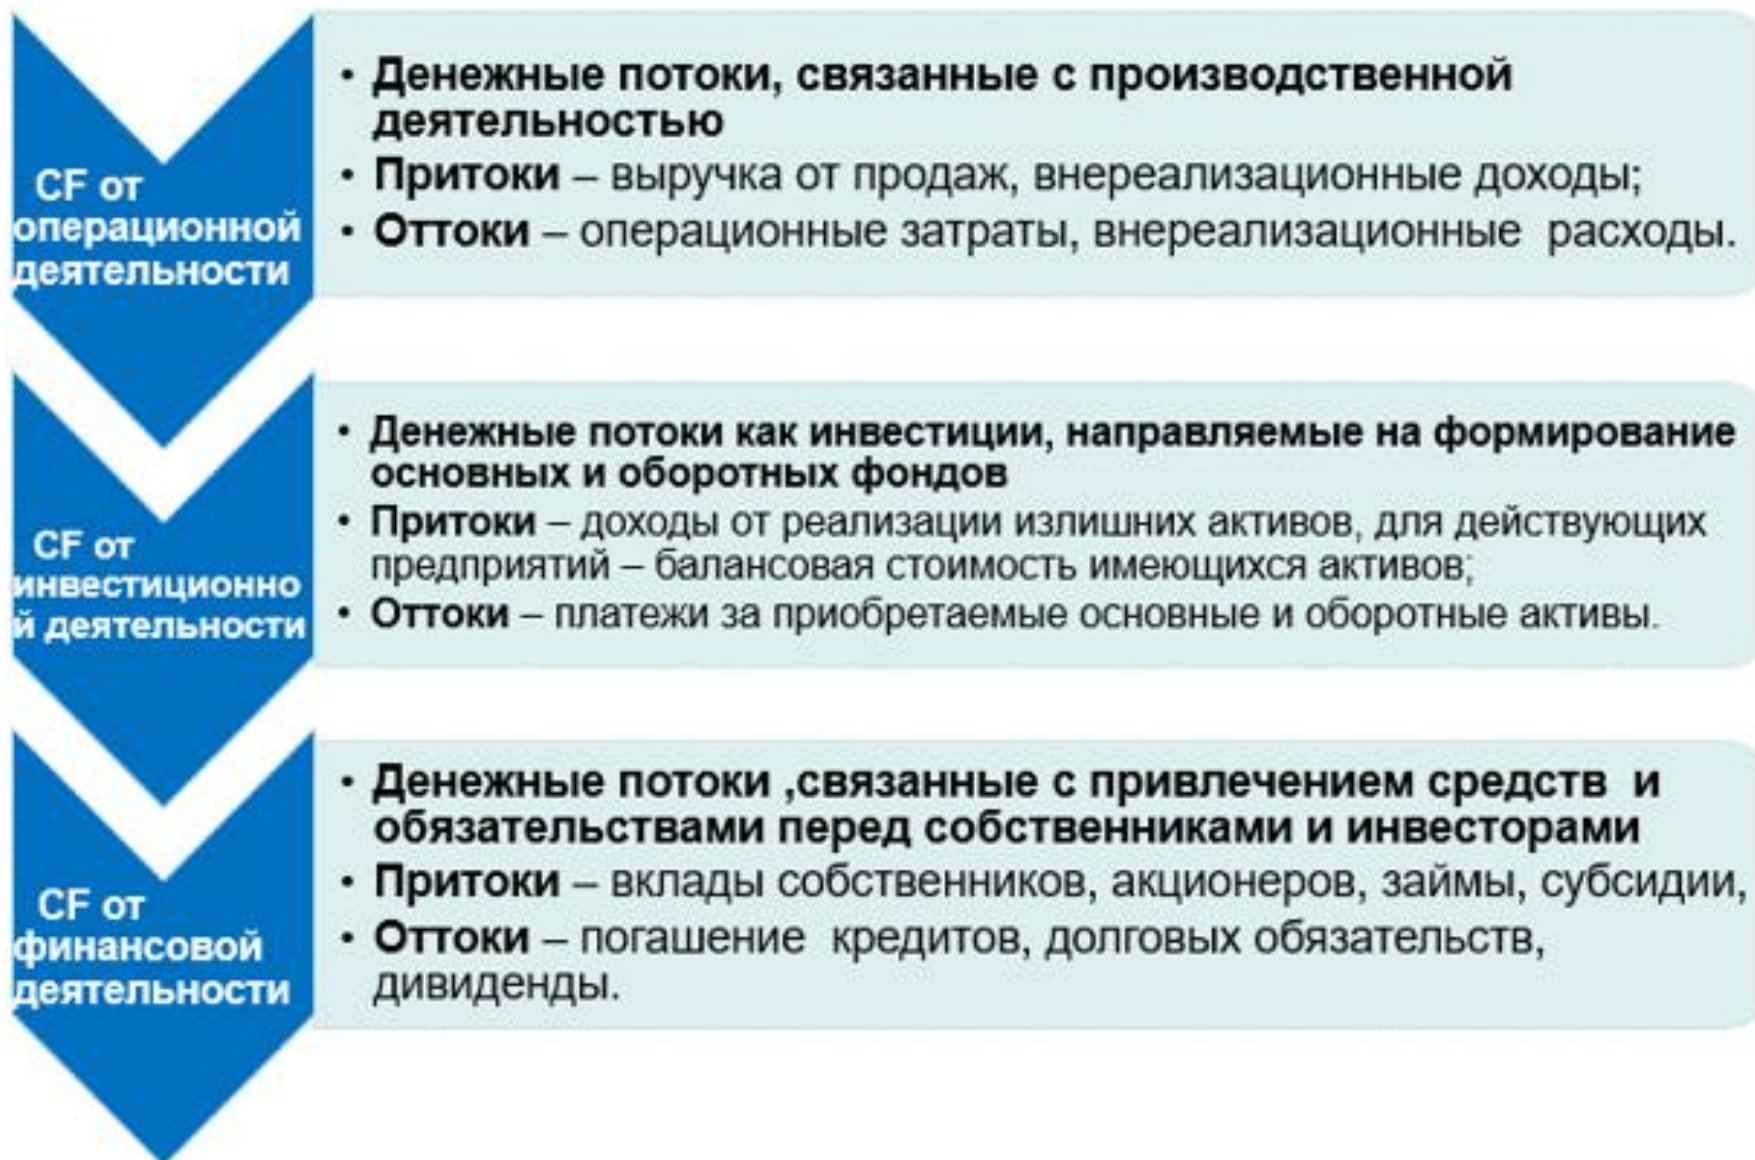 CF от
операционной
деятельности
• Денежные потоки, связанные с производственной
деятельностью
• Притоки – выручка от продаж, внереализационные доходы;
• Оттоки – операционные затраты, внереализационные расходы.
CF от
инвестиционно
й деятельности
• Денежные потоки как инвестиции, направляемые на формирование
основных и оборотных фондов
• Притоки – доходы от реализации излишних активов, для действующих
предприятий – балансовая стоимость имеющихся активов;
• Оттоки – платежи за приобретаемые основные и оборотные активы.
CF от
финансовой
деятельности
• Денежные потоки ,связанные с привлечением средств и
обязательствами перед собственниками и инвесторами
• Притоки – вклады собственников, акционеров, займы, субсидии,
• Оттоки – погашение кредитов, долговых обязательств,
дивиденды.